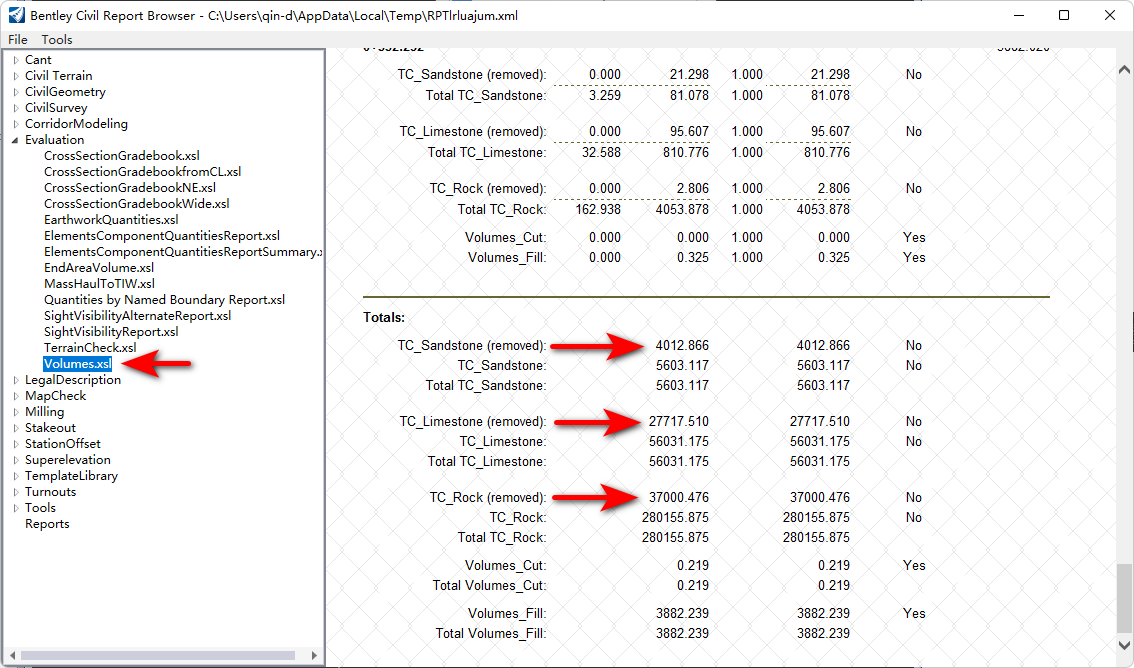 Bentley Civil Report Browser - C:\Users\qin-d\AppData\Local\Temp\RPTlrluajum.xml
File Tools
Cant
Civil Terrain
CivilGeometry
CivilSurvey
CorridorModeling
Evaluation
CrossSectionGradebook.xsl
CrossSectionGradebookfromCL.xsl
CrossSectionGradebookNE.xsl
CrossSectionGradebookWide.xsl
EarthworkQuantities.xsl
ElementsComponentQuantitiesReport.xsl
ElementsComponentQuantitiesReportSummary.x
EndAreaVolume.xsl
MassHaulToTIW.xsl
Quantities by Named Boundary Report.xsl
SightVisibilityAlternateReport.xsl
SightVisibilityReport.xsl
TerrainCheck.xsl
Volumes.xsl
LegalDescription
MapCheck
Milling
Stakeout
StationOffset
Superelevation
TemplateLibrary
Turnouts
Tools
Reports
TC_Sandstone (removed): 0.000 21.298 1.000 21.298 No
Total TC_Sandstone: 3.259 81.078 1.000 81.078
TC_Limestone (removed): 0.000 95.607 1.000 95.607 No
Total TC_Limestone: 32.588 810.776 1.000 810.776
TC_Rock (removed): 0.000 2.806 1.000 2.806 No
Total TC_Rock: 162.938 4053.878 1.000 4053.878
Volumes_Cut: 0.000 0.000 1.000 0.000 Yes
Volumes_Fill: 0.000 0.325 1.000 0.325 Yes
Totals:
TC_Sandstone (removed): 4012.866 4012.866 No
TC_Sandstone: 5603.117 5603.117 No
Total TC_Sandstone: 5603.117 5603.117
TC_Limestone (removed): 27717.510 27717.510 No
TC_Limestone: 56031.175 56031.175 No
Total TC_Limestone: 56031.175 56031.175
TC_Rock (removed): 37000.476 37000.476 No
TC_Rock: 280155.875 280155.875 No
Total TC_Rock: 280155.875 280155.875
Volumes_Cut: 0.219 0.219 Yes
Total Volumes_Cut: 0.219 0.219
Volumes_Fill: 3882.239 3882.239 Yes
Total Volumes_Fill: 3882.239 3882.239